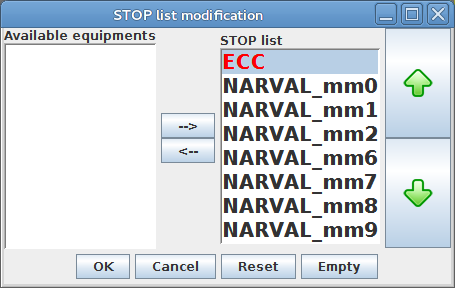 STOP list modification
Available equipments
STOP list
ECC
NARVAL_mm0
NARVAL_mm1
NARVAL_mm2
NARVAL_mm6
NARVAL_mm7
NARVAL_mm8
NARVAL_mm9
-->
<--
OK Cancel Reset Empty